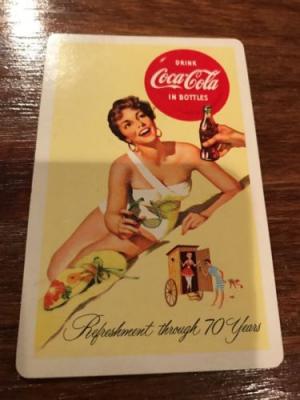 DRINK
Coca-Cola
IN BOTTLES
Refreshment through 70 Years